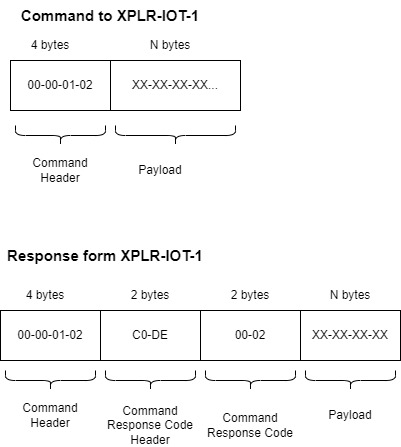 Command to XPLR-IOT-1
4 bytes N bytes
00-00-01-02 XX-XX-XX-XX...
Command
Header
Payload
Response form XPLR-IOT-1
4 bytes 2 bytes 2 bytes N bytes
00-00-01-02 C0-DE 00-02 XX-XX-XX-XX
Command
Header
Command
Response Code
Header
Command
Response Code
Payload